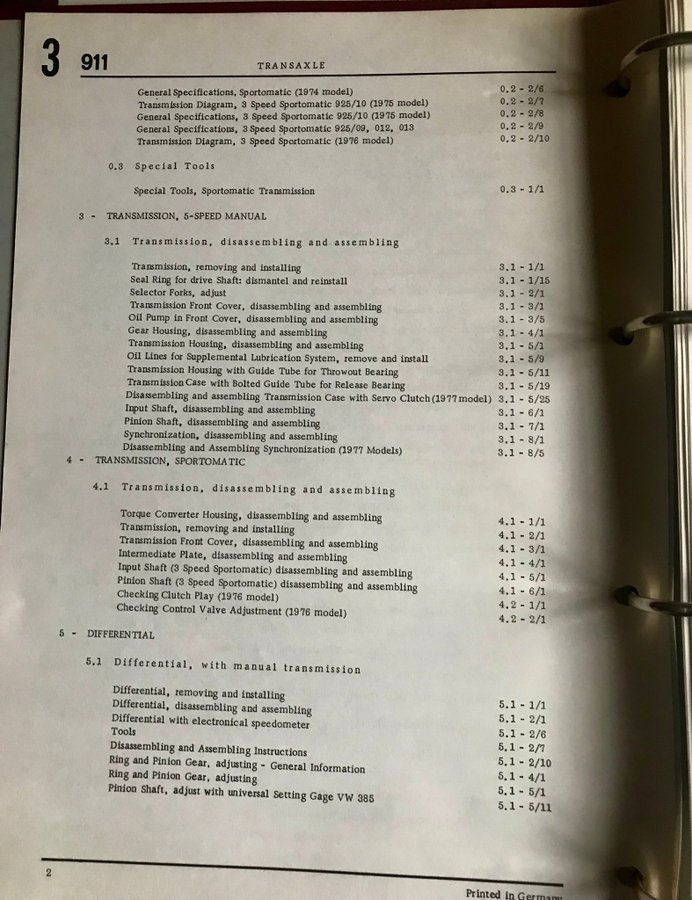 3 911 TRANSAXLE
General Specifications, Sportomatic (1974 model) 0.2 - 2/6
Transmission Diagram, 3 Speed Sportomatic 925/10 (1975 model) 0.2 - 2/7
General Specifications, 3 Speed Sportomatic 925/10 (1975 model) 0.2 - 2/8
General Specifications, 3 Speed Sportomatic 925/09, 012, 013 0.2 - 2/9
Transmission Diagram, 3 Speed Sportomatic (1976 model) 0.2 - 2/10
0.3 Special Tools
Special Tools, Sportomatic Transmission 0.3 - 1/1
3 - TRANSMISSION, 5-SPEED MANUAL
3.1 Transmission, disassembling and assembling
Transmission, removing and installing 3.1 - 1/1
Seal Ring for drive Shaft: dismantel and reinstall 3.1 - 1/15
Selector Forks, adjust 3.1 - 2/1
Transmission Front Cover, disassembling and assembling 3.1 - 3/1
Oil Pump in Front Cover, disassembling and assembling 3.1 - 3/5
Gear Housing, disassembling and assembling 3.1 - 4/1
Transmission Housing, disassembling and assembling 3.1 - 5/1
Oil Lines for Supplemental Lubrication System, remove and install 3.1 - 5/9
Transmission Housing with Guide Tube for Throwout Bearing 3.1 - 5/11
Transmission Case with Bolted Guide Tube for Release Bearing 3.1 - 5/19
Disassembling and assembling Transmission Case with Servo Clutch (1977 model) 3.1 - 5/25
Input Shaft, disassembling and assembling 3.1 - 6/1
Pinion Shaft, disassembling and assembling 3.1 - 7/1
Synchronization, disassembling and assembling 3.1 - 8/1
Disassembling and Assembling Synchronization (1977 Models) 3.1 - 8/5
4 - TRANSMISSION, SPORTOMATIC
4.1 Transmission, disassembling and assembling
Torque Converter Housing, disassembling and assembling 4.1 - 1/1
Transmission, removing and installing 4.1 - 2/1
Transmission Front Cover, disassembling and assembling 4.1 - 3/1
Intermediate Plate, disassembling and assembling 4.1 - 4/1
Input Shaft (3 Speed Sportomatic) disassembling and assembling 4.1 - 5/1
Pinion Shaft (3 Speed Sportomatic) disassembling and assembling 4.1 - 6/1
Checking Clutch Play (1976 model) 4.2 - 1/1
Checking Control Valve Adjustment (1976 model) 4.2 - 2/1
5 - DIFFERENTIAL
5.1 Differential, with manual transmission
Differential, removing and installing 5.1 - 1/1
Differential, disassembling and assembling 5.1 - 2/1
Differential with electronical speedometer 5.1 - 2/6
Tools 5.1 - 2/7
Disassembling and Assembling Instructions 5.1 - 2/10
Ring and Pinion Gear, adjusting - General Information 5.1 - 4/1
Ring and Pinion Gear, adjusting 5.1 - 5/1
Pinion Shaft, adjust with universal Setting Gage VW 385 5.1 - 5/11
2
Printed in Germany